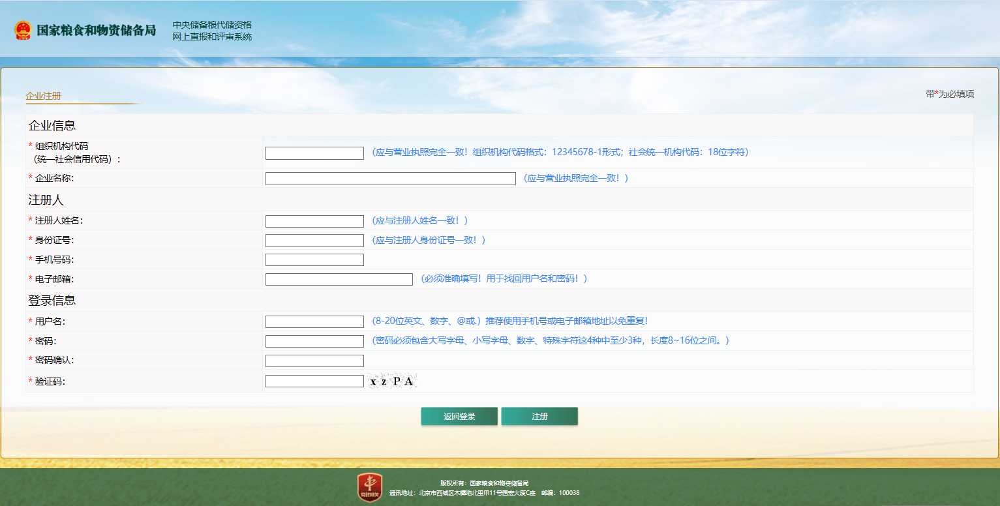 国家粮食和物资储备局
中央储备粮代储资格
网上直报和评审系统
企业注册
带*为必填项
企业信息
* 组织机构代码
（统一社会信用代码）：
（应与营业执照完全一致！组织机构代码格式：12345678-1形式；社会统一机构代码：18位字符）
* 企业名称：
（应与营业执照完全一致！）
注册人
* 注册人姓名：
（应与注册人姓名一致！）
* 身份证号：
（应与注册人身份证号一致！）
* 手机号码：
* 电子邮箱：
（必须准确填写！用于找回用户名和密码！）
登录信息
* 用户名：
（8-20位英文、数字、@或.）推荐使用手机号或电子邮箱地址以免重复！
* 密码：
（密码必须包含大写字母、小写字母、数字、特殊字符这4种中至少3种，长度8~16位之间。）
* 密码确认：
* 验证码：
x z P A
返回登录
注册
党政机关
版权所有：国家粮食和物资储备局
通讯地址：北京市西城区木樨地北里甲11号国宏大厦C座 邮编：100038